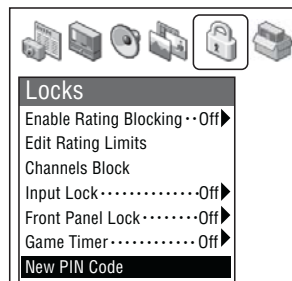 Locks
Enable Rating Blocking ·· Off
Edit Rating Limits
Channels Block
Input Lock ·············· Off
Front Panel Lock ········ Off
Game Timer ············ Off
New PIN Code